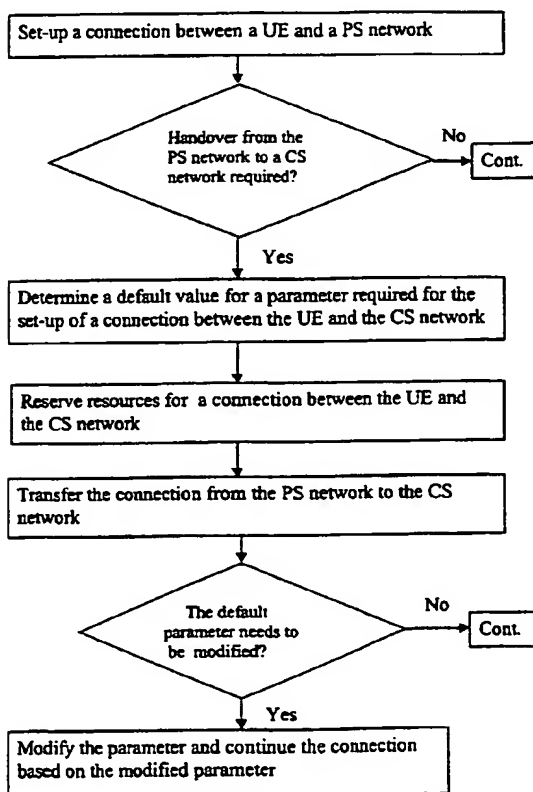 Set-up a connection between a UE and a PS network
Handover from the
PS network to a CS
network required?
No
Cont.
Yes
Determine a default value for a parameter required for the
set-up of a connection between the UE and the CS network
Reserve resources for a connection between the UE and
the CS network
Transfer the connection from the PS network to the CS
network
The default
parameter needs to
be modified?
No
Cont.
Yes
Modify the parameter and continue the connection
based on the modified parameter